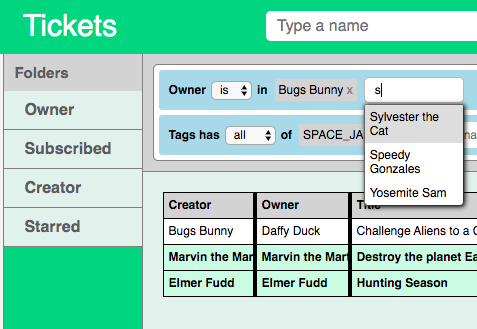 Tickets
Type a name
Folders
Owner
Subscribed
Creator
Starred
Owner is in Bugs Bunny x s
Sylvester the
Cat
Speedy
Gonzales
Yosemite Sam
Tags has all of SPACE_JA
Creator Owner Title
Bugs Bunny Daffy Duck Challenge Aliens to a
Marvin the Mar Marvin the Mart Destroy the planet Ea
Elmer Fudd Elmer Fudd Hunting Season